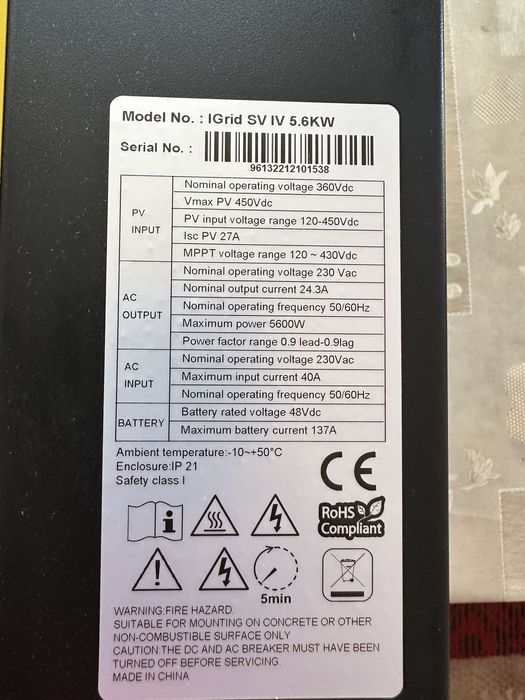 Model No. : IGrid SV IV 5.6KW
Serial No. :
96132212101538
PV INPUT
Nominal operating voltage 360Vdc
Vmax PV 450Vdc
PV input voltage range 120-450Vdc
Isc PV 27A
MPPT voltage range 120 ~ 430Vdc
AC OUTPUT
Nominal operating voltage 230 Vac
Nominal output current 24.3A
Nominal operating frequency 50/60Hz
Maximum power 5600W
Power factor range 0.9 lead-0.9lag
AC INPUT
Nominal operating voltage 230Vac
Maximum input current 40A
Nominal operating frequency 50/60Hz
BATTERY
Battery rated voltage 48Vdc
Maximum battery current 137A
Ambient temperature:-10~+50°C
Enclosure:IP 21
Safety class I
CE
RoHS
Compliant
5min
WARNING:FIRE HAZARD.
SUITABLE FOR MOUNTING ON CONCRETE OR OTHER
NON-COMBUSTIBLE SURFACE ONLY
CAUTION:THE DC AND AC BREAKER MUST HAVE BEEN
TURNED OFF BEFORE SERVICING.
MADE IN CHINA